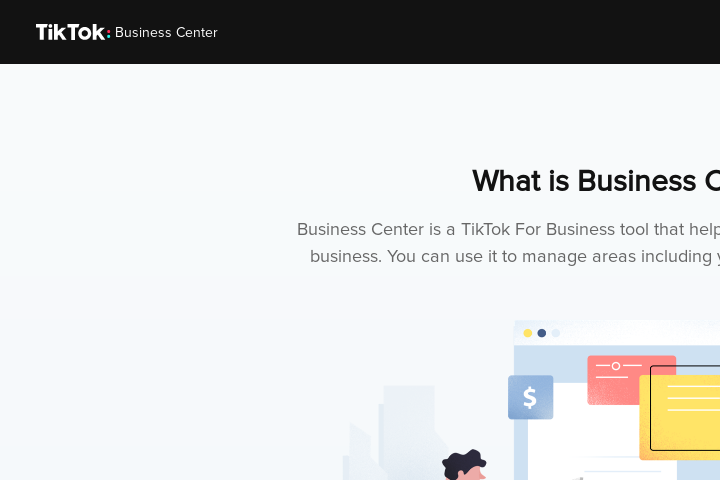 TikTok: Business Center
What is Business C
Business Center is a TikTok For Business tool that help
business. You can use it to manage areas including y
$